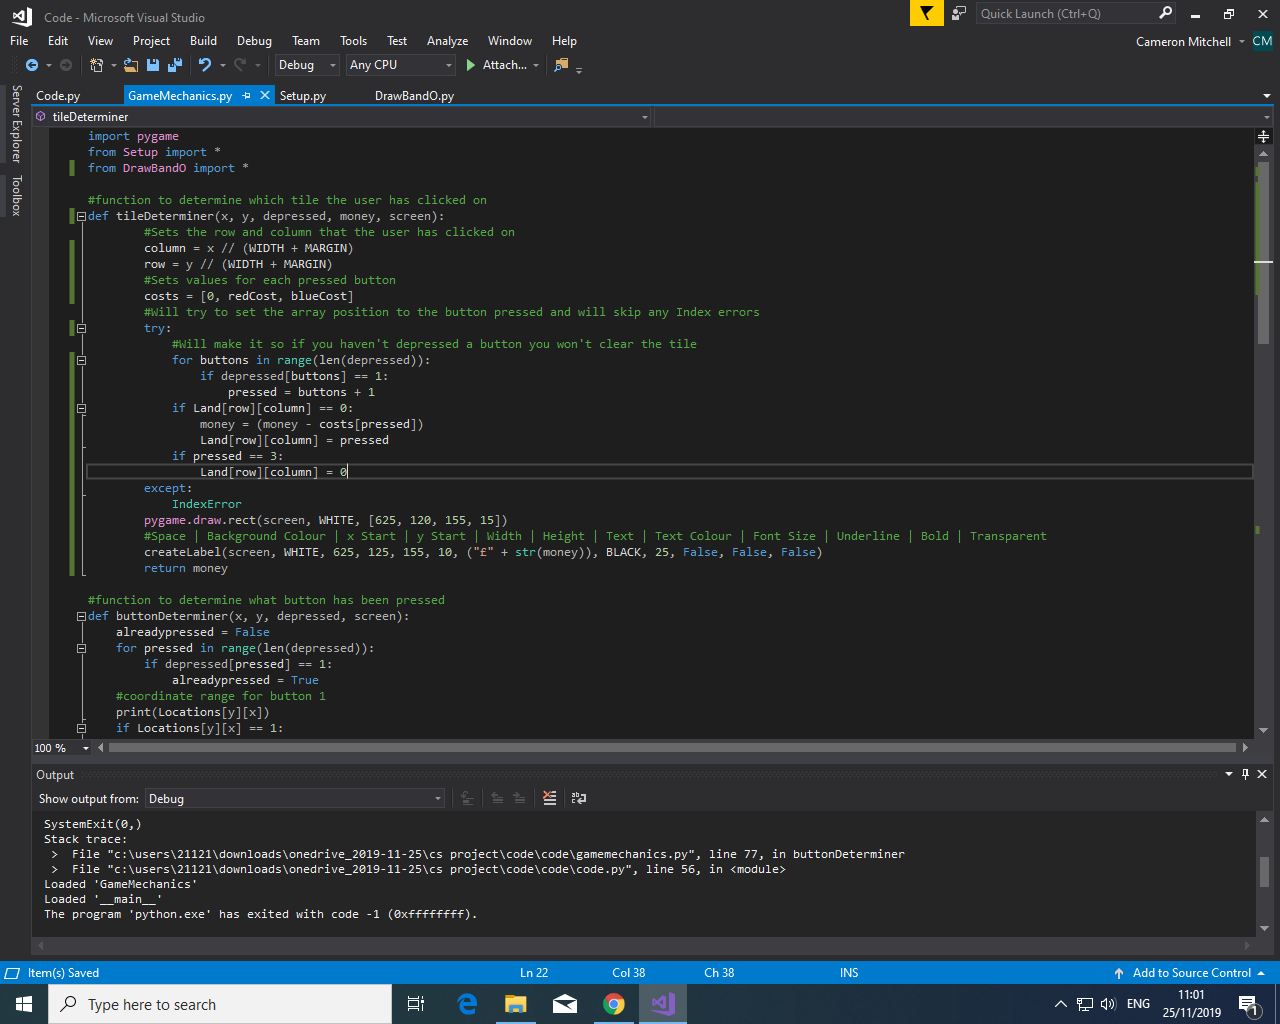 Code - Microsoft Visual Studio
Quick Launch (Ctrl+Q)
File Edit View Project Build Debug Team Tools Test Analyze Window Help
Cameron Mitchell CM
Debug Any CPU Attach...
Server Explorer
Toolbox
Code.py GameMechanics.py Setup.py DrawBandO.py
tileDeterminer
import pygame
from Setup import *
from DrawBandO import *
#function to determine which tile the user has clicked on
def tileDeterminer(x, y, depressed, money, screen):
#Sets the row and column that the user has clicked on
column = x // (WIDTH + MARGIN)
row = y // (WIDTH + MARGIN)
#Sets values for each pressed button
costs = [0, redCost, blueCost]
#Will try to set the array position to the button pressed and will skip any Index errors
try:
#Will make it so if you haven't depressed a button you won't clear the tile
for buttons in range(len(depressed)):
if depressed[buttons] == 1:
pressed = buttons + 1
if Land[row][column] == 0:
money = (money - costs[pressed])
Land[row][column] = pressed
if pressed == 3:
Land[row][column] = 0
except:
IndexError
pygame.draw.rect(screen, WHITE, [625, 120, 155, 15])
#Space | Background Colour | x Start | y Start | Width | Height | Text | Text Colour | Font Size | Underline | Bold | Transparent
createLabel(screen, WHITE, 625, 125, 155, 10, ("£" + str(money)), BLACK, 25, False, False, False)
return money
#function to determine what button has been pressed
def buttonDeterminer(x, y, depressed, screen):
alreadypressed = False
for pressed in range(len(depressed)):
if depressed[pressed] == 1:
alreadypressed = True
#coordinate range for button 1
print(Locations[y][x])
if Locations[y][x] == 1:
100 %
Output
Show output from: Debug
SystemExit(0,)
Stack trace:
> File "c:\users\21121\downloads\onedrive_2019-11-25\cs project\code\code\gamemechanics.py", line 77, in buttonDeterminer
> File "c:\users\21121\downloads\onedrive_2019-11-25\cs project\code\code\code.py", line 56, in <module>
Loaded 'GameMechanics'
Loaded '__main__'
The program 'python.exe' has exited with code -1 (0xffffffff).
Item(s) Saved Ln 22 Col 38 Ch 38 INS Add to Source Control
Type here to search
ENG
11:01
25/11/2019
1